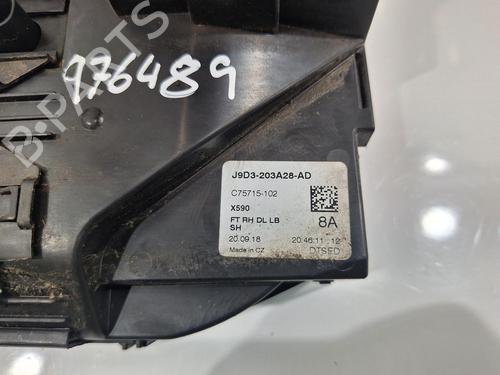 B-PARTS
976489
J9D3-203A28-AD
C75715-102
X590
FT RH DL LB
SH
8A
20.09.18 20:46:11 12
Made in CZ DTSED